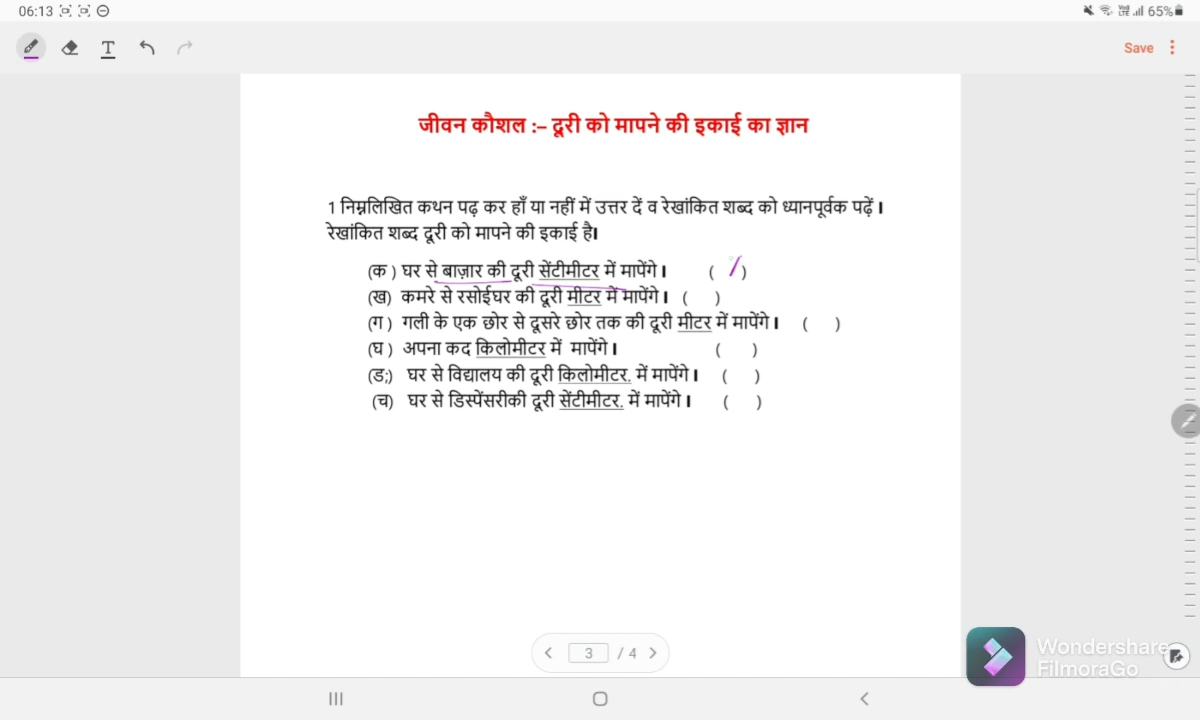 06:13 65%
T Save
जीवन कौशल :– दूरी को मापने की इकाई का ज्ञान
1 निम्नलिखित कथन पढ़ कर हाँ या नहीं में उत्तर दें व रेखांकित शब्द को ध्यानपूर्वक पढ़ें ।
रेखांकित शब्द दूरी को मापने की इकाई है।
(क ) घर से बाज़ार की दूरी सेंटीमीटर में मापेंगे । ( )
(ख) कमरे से रसोईघर की दूरी मीटर में मापेंगे । ( )
(ग ) गली के एक छोर से दूसरे छोर तक की दूरी मीटर में मापेंगे । ( )
(घ ) अपना कद किलोमीटर में मापेंगे । ( )
(ड;) घर से विद्यालय की दूरी किलोमीटर. में मापेंगे । ( )
(च) घर से डिस्पेंसरीकी दूरी सेंटीमीटर. में मापेंगे । ( )
3 / 4
Wondershare
FilmoraGo